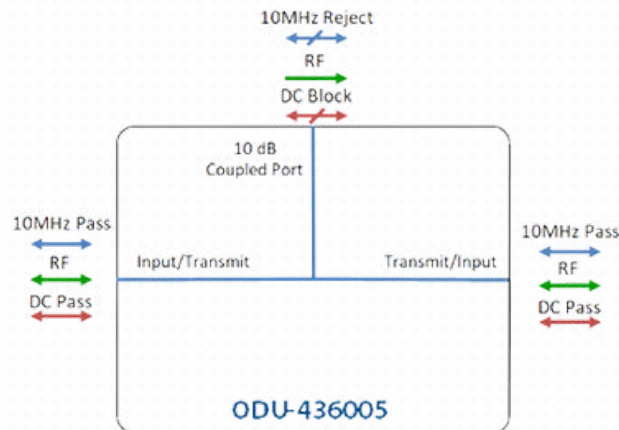 10MHz Reject
RF
DC Block
10 dB
Coupled Port
10MHz Pass
RF
DC Pass
Input/Transmit
Transmit/Input
10MHz Pass
RF
DC Pass
ODU-436005